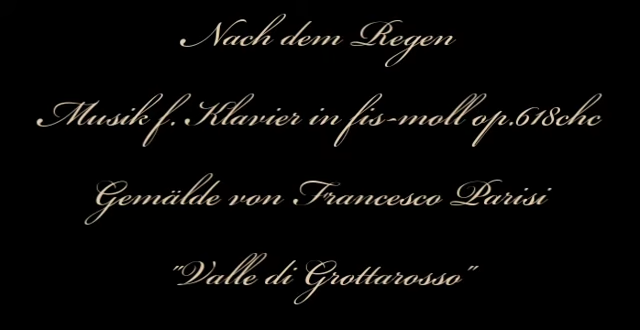 Nach dem Regen
Musik f. Klavier in fis-moll op.618chc
Gemälde von Francesco Parisi
"Valle di Grottarosso"